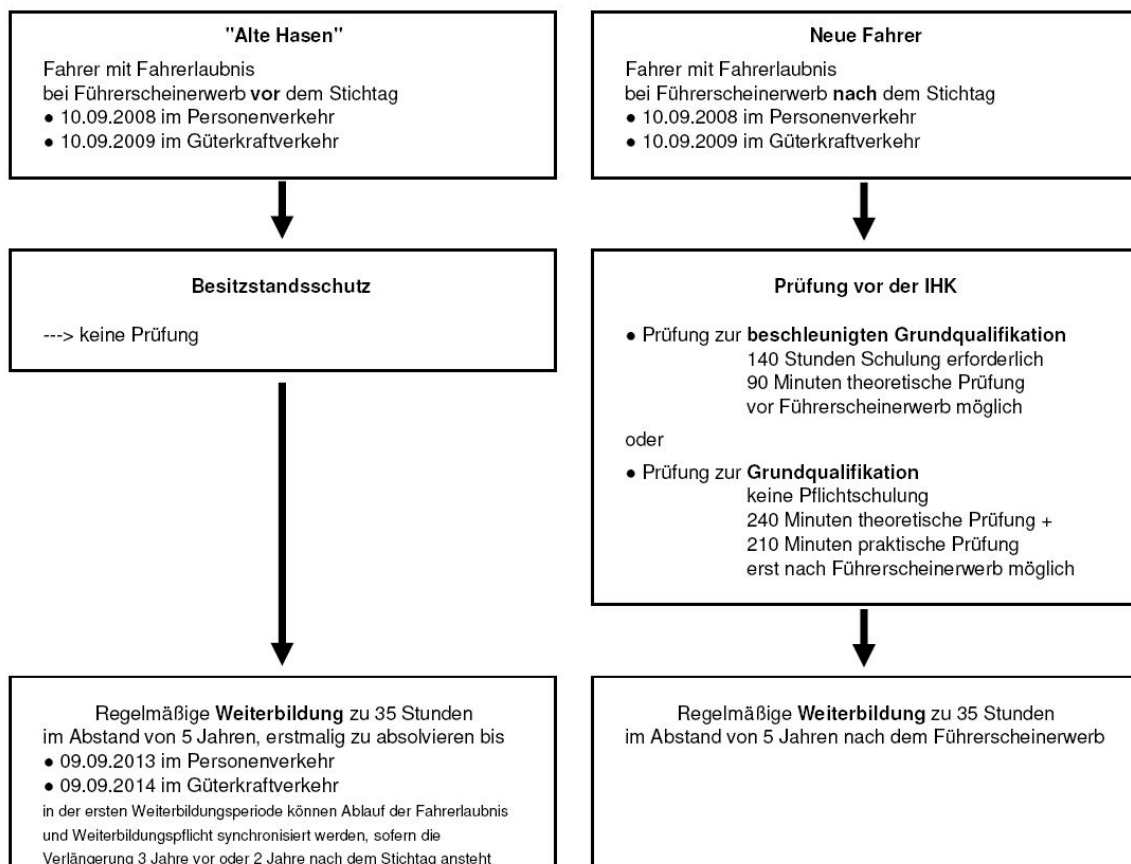 "Alte Hasen"
Fahrer mit Fahrerlaubnis
bei Führerscheinerwerb vor dem Stichtag
● 10.09.2008 im Personenverkehr
● 10.09.2009 im Güterkraftverkehr
Neue Fahrer
Fahrer mit Fahrerlaubnis
bei Führerscheinerwerb nach dem Stichtag
● 10.09.2008 im Personenverkehr
● 10.09.2009 im Güterkraftverkehr
Besitzstandsschutz
---> keine Prüfung
Prüfung vor der IHK
● Prüfung zur beschleunigten Grundqualifikation
140 Stunden Schulung erforderlich
90 Minuten theoretische Prüfung
vor Führerscheinerwerb möglich
oder
● Prüfung zur Grundqualifikation
keine Pflichtschulung
240 Minuten theoretische Prüfung +
210 Minuten praktische Prüfung
erst nach Führerscheinerwerb möglich
Regelmäßige Weiterbildung zu 35 Stunden
im Abstand von 5 Jahren, erstmalig zu absolvieren bis
● 09.09.2013 im Personenverkehr
● 09.09.2014 im Güterkraftverkehr
in der ersten Weiterbildungsperiode können Ablauf der Fahrerlaubnis
und Weiterbildungspflicht synchronisiert werden, sofern die
Verlängerung 3 Jahre vor oder 2 Jahre nach dem Stichtag ansteht
Regelmäßige Weiterbildung zu 35 Stunden
im Abstand von 5 Jahren nach dem Führerscheinerwerb